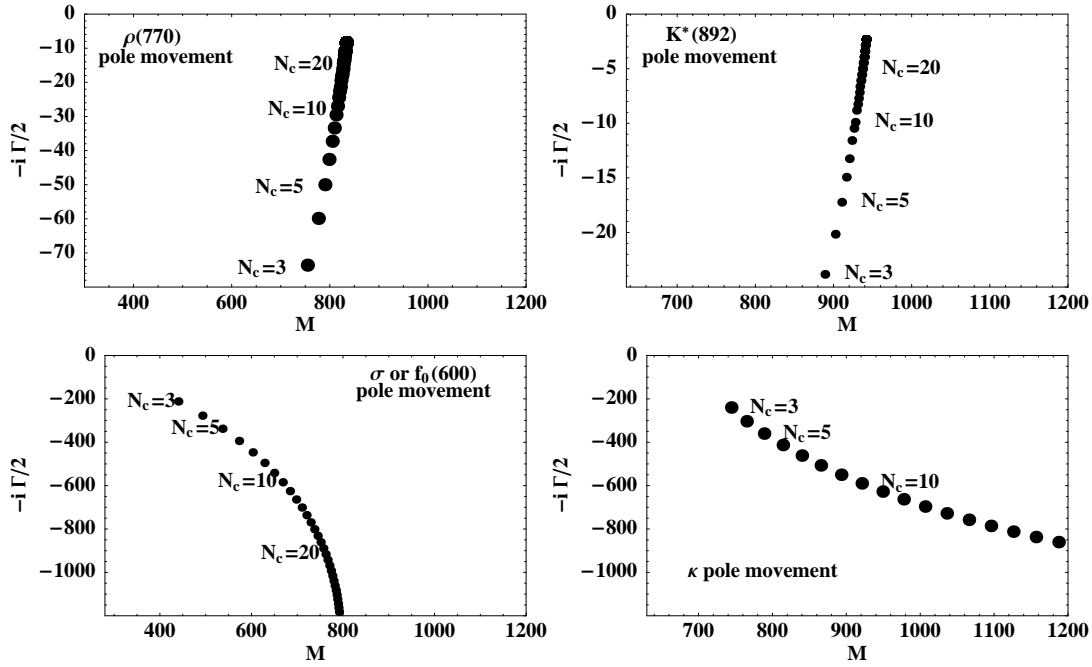 ρ(770)
pole movement
N_c=20
N_c=10
N_c=5
N_c=3
−i Γ/2
0
−10
−20
−30
−40
−50
−60
−70
400
600
800
1000
1200
M
K*(892)
pole movement
N_c=20
N_c=10
N_c=5
N_c=3
−i Γ/2
0
−5
−10
−15
−20
700
800
900
1000
1100
1200
M
σ or f₀(600)
pole movement
N_c=3
N_c=5
N_c=10
N_c=20
−i Γ/2
0
−200
−400
−600
−800
−1000
400
600
800
1000
1200
M
N_c=3
N_c=5
N_c=10
κ pole movement
−i Γ/2
0
−200
−400
−600
−800
−1000
700
800
900
1000
1100
1200
M